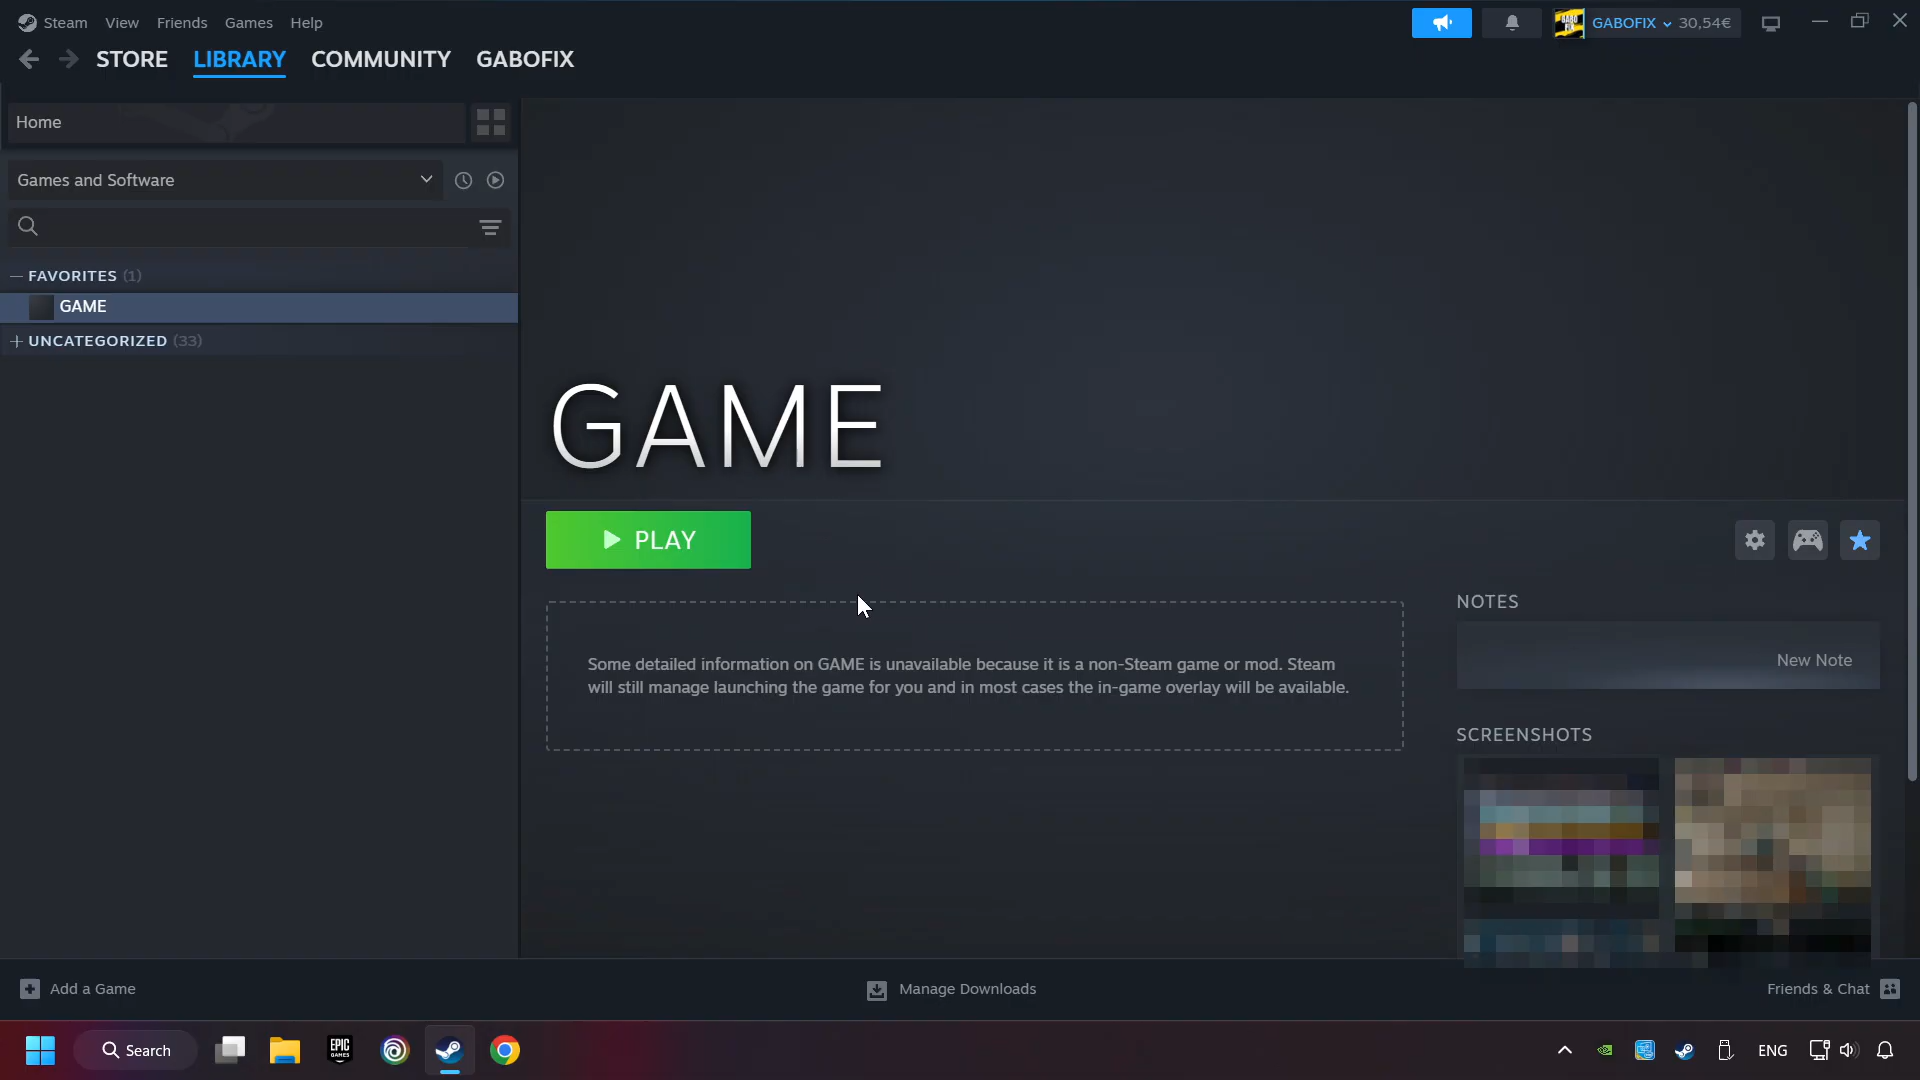 Steam View Friends Games Help
GABOFIX 30,54€
STORE LIBRARY COMMUNITY GABOFIX
Home
Games and Software
FAVORITES (1)
GAME
UNCATEGORIZED (33)
GAME
PLAY
Some detailed information on GAME is unavailable because it is a non-Steam game or mod. Steam
will still manage launching the game for you and in most cases the in-game overlay will be available.
NOTES
New Note
SCREENSHOTS
Add a Game
Manage Downloads
Friends & Chat
Search
EPIC
GAMES
ENG